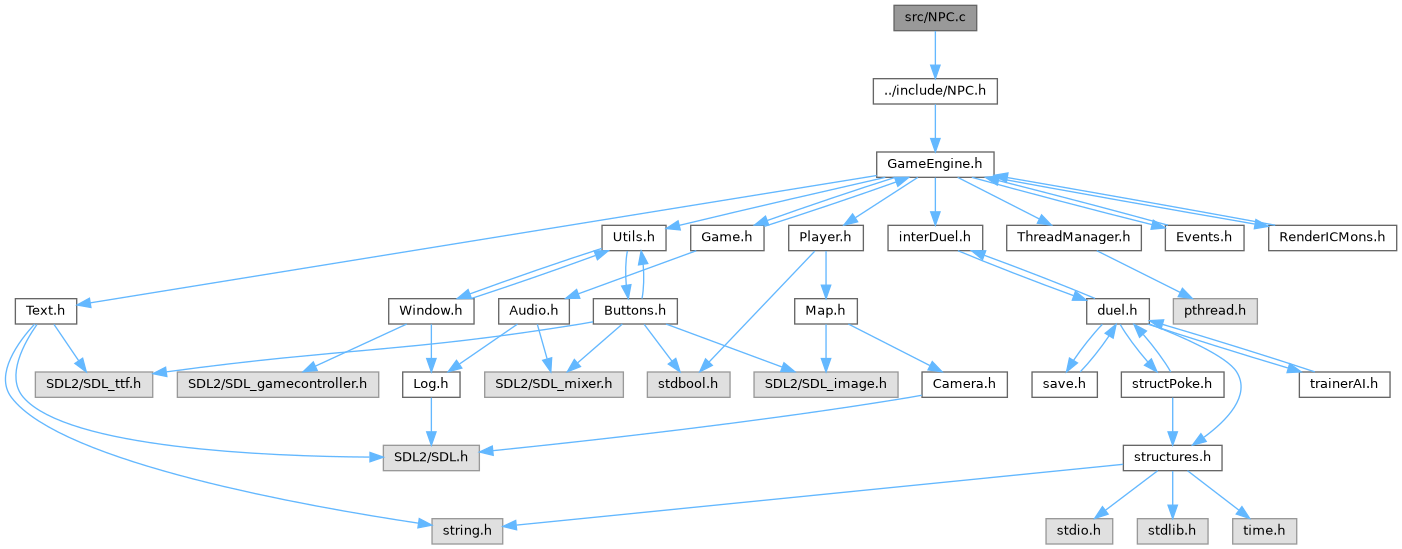 src/NPC.c
../include/NPC.h
GameEngine.h
Utils.h
Game.h
Player.h
interDuel.h
ThreadManager.h
Events.h
RenderICMons.h
Text.h
Window.h
Audio.h
Buttons.h
Map.h
duel.h
pthread.h
SDL2/SDL_ttf.h
SDL2/SDL_gamecontroller.h
Log.h
SDL2/SDL_mixer.h
stdbool.h
SDL2/SDL_image.h
Camera.h
save.h
structPoke.h
trainerAI.h
SDL2/SDL.h
structures.h
string.h
stdio.h
stdlib.h
time.h